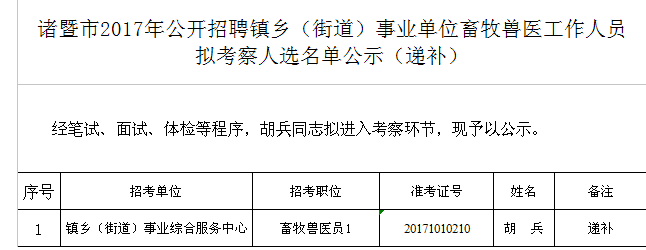 诸暨市2017年公开招聘镇乡（街道）事业单位畜牧兽医工作人员
拟考察人选名单公示（递补）
经笔试、面试、体检等程序，胡兵同志拟进入考察环节，现予以公示。
序号 招考单位 招考职位 准考证号 姓名 备注
1 镇乡（街道）事业综合服务中心 畜牧兽医员1 20171010210 胡　兵 递补